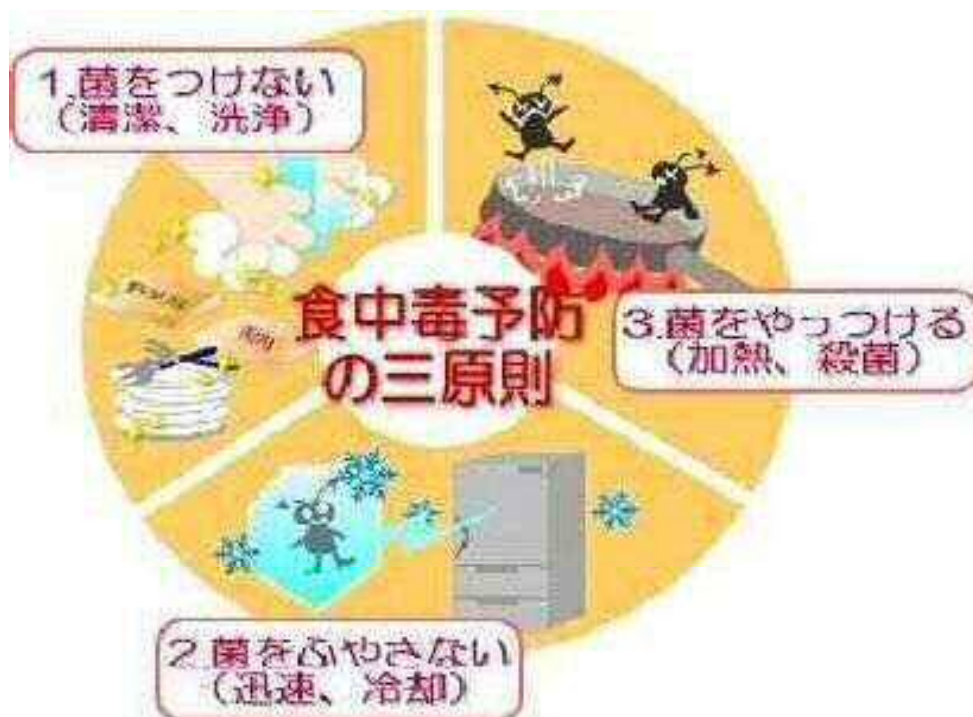 食中毒予防
の三原則
1.菌をつけない
(清潔、洗浄)
2.菌をふやさない
(迅速、冷却)
3.菌をやっつける
(加熱、殺菌)